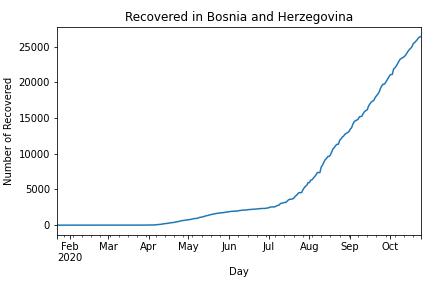 Recovered in Bosnia and Herzegovina
Number of Recovered
25000
20000
15000
10000
5000
0
Feb Mar Apr May Jun Jul Aug Sep Oct
2020
Day